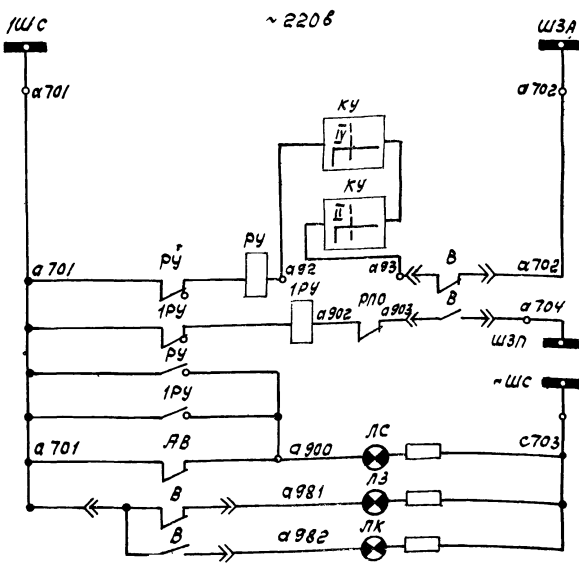 1ШС ~220в ШЗА
а701 а702
КУ
IV
КУ
II
а701 РУ РУ а92 а93 В а702
1РУ 1РУ а902 РПО а903 В а704
ШЗП
РУ
~ШС
1РУ
а701 АВ а900 ЛС с703
В а981 ЛЗ
В а982 ЛК